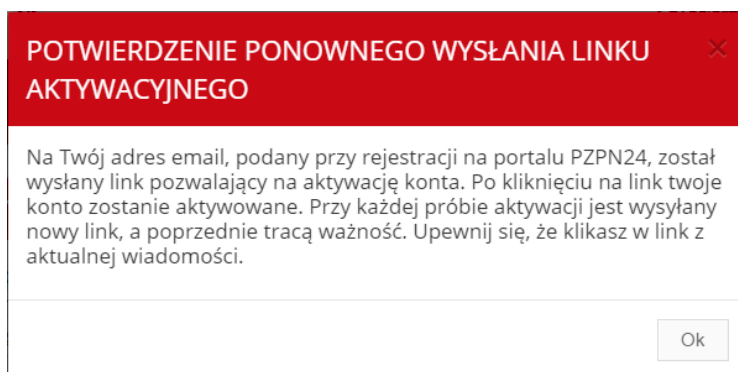 POTWIERDZENIE PONOWNEGO WYSŁANIA LINKU
AKTYWACYJNEGO
Na Twój adres email, podany przy rejestracji na portalu PZPN24, został
wysłany link pozwalający na aktywację konta. Po kliknięciu na link twoje
konto zostanie aktywowane. Przy każdej próbie aktywacji jest wysyłany
nowy link, a poprzednie tracą ważność. Upewnij się, że klikasz w link z
aktualnej wiadomości.
Ok